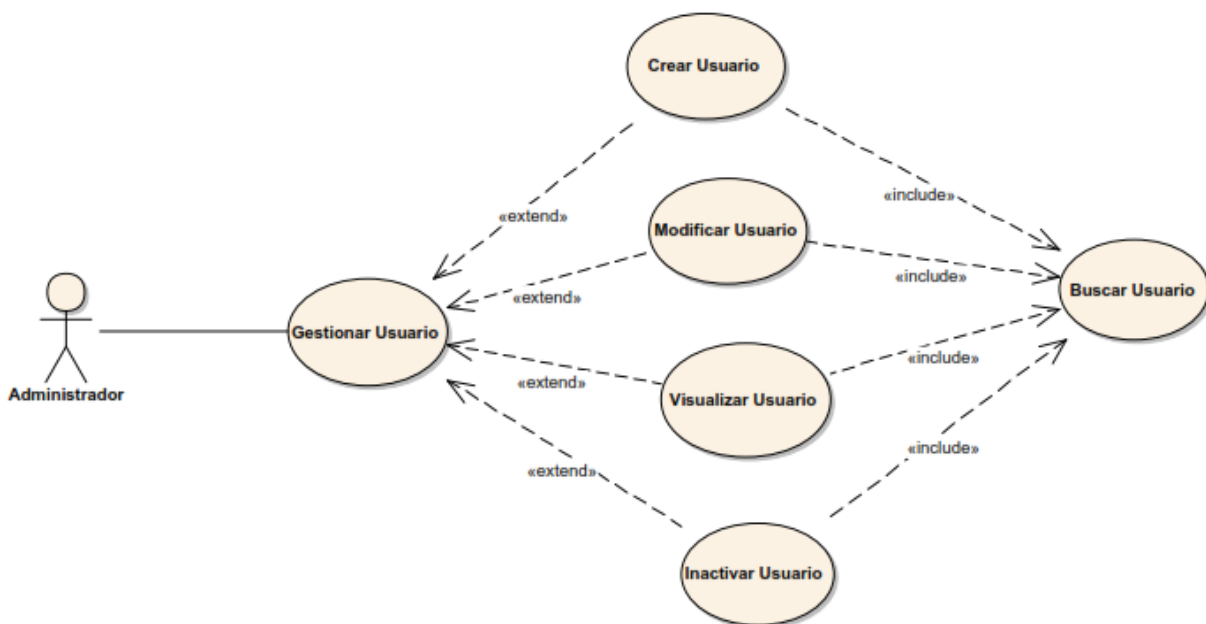 Crear Usuario
«extend»
«include»
Modificar Usuario
«extend»
«include»
Buscar Usuario
Gestionar Usuario
Administrador
«extend»
Visualizar Usuario
«include»
«extend»
«include»
Inactivar Usuario